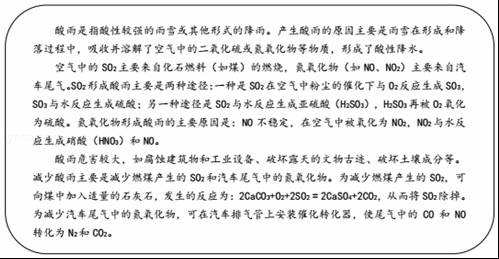 酸雨是指酸性较强的雨雪或其他形式的降雨。产生酸雨的原因主要是雨雪在形成和降
落过程中，吸收并溶解了空气中的二氧化硫或氮氧化物等物质，形成了酸性降水。
空气中的SO₂主要来自化石燃料（如煤）的燃烧，氮氧化物（如NO、NO₂）主要来自汽
车尾气。SO₂形成酸雨主要是两种途径：一种是SO₂在空气中粉尘的催化下与O₂反应生成SO₃，
SO₃与水反应生成硫酸；另一种途径是SO₂与水反应生成亚硫酸（H₂SO₃），H₂SO₃再被O₂氧化
为硫酸。氮氧化物形成酸雨的主要原因是：NO不稳定，在空气中被氧化为NO₂，NO₂与水反
应生成硝酸（HNO₃）和NO。
酸雨危害较大，如腐蚀建筑物和工业设备、破坏露天的文物古迹、破坏土壤成分等。
减少酸雨主要是减少燃煤产生的SO₂和汽车尾气中的氮氧化物。为减少燃煤产生的SO₂，可
向煤中加入适量的石灰石，发生的反应为：2CaCO₃+O₂+2SO₂＝2CaSO₄+2CO₂，从而将SO₂除掉。
为减少汽车尾气中的氮氧化物，可在汽车排气管上安装催化转化器，使尾气中的 CO 和 NO
转化为N₂和CO₂。